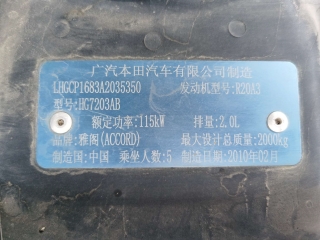 广汽本田汽车有限公司制造
LHGCP1683A2035350 发动机型号:R20A3
型号:HG7203AB
额定功率:115kW 排量:2.0L
品牌:雅阁(ACCORD) 最大设计总质量:2000kg
制造国:中国 乘坐人数:5 制造日期:2010年02月